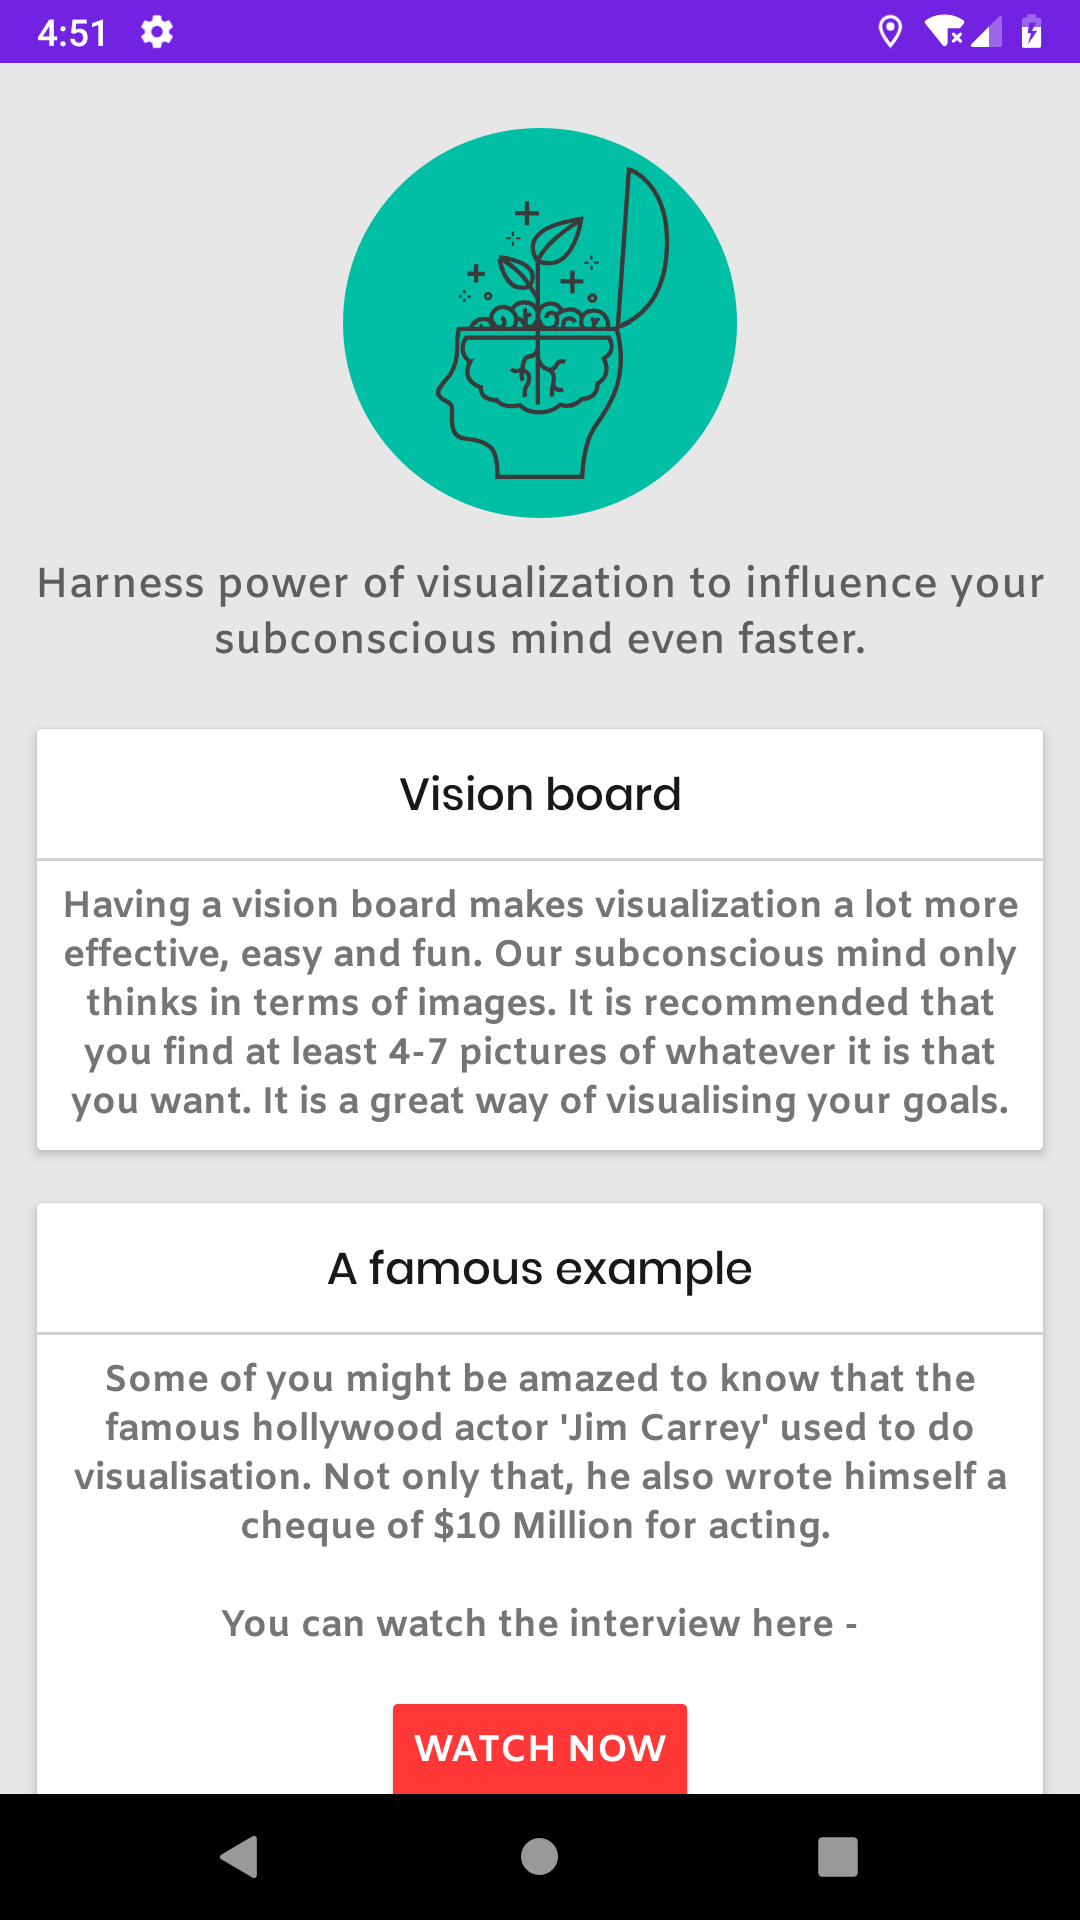 4:51
Harness power of visualization to influence your
subconscious mind even faster.
Vision board
Having a vision board makes visualization a lot more
effective, easy and fun. Our subconscious mind only
thinks in terms of images. It is recommended that
you find at least 4-7 pictures of whatever it is that
you want. It is a great way of visualising your goals.
A famous example
Some of you might be amazed to know that the
famous hollywood actor 'Jim Carrey' used to do
visualisation. Not only that, he also wrote himself a
cheque of $10 Million for acting.
You can watch the interview here -
WATCH NOW